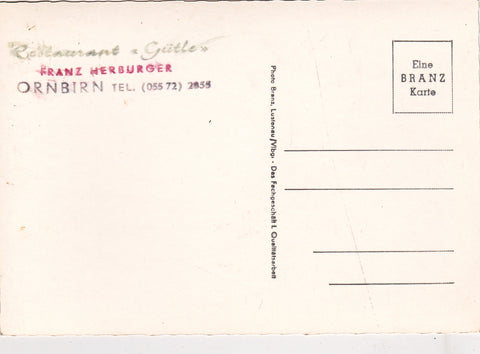 Restaurant «Gütle»
FRANZ HERBURGER
ORNBIRN TEL. (055 72) 2855
Photo Branz, Lustenau/Vlbg. - Das Fachgeschäft f. Qualitätsarbeit
Eine
BRANZ
Karte